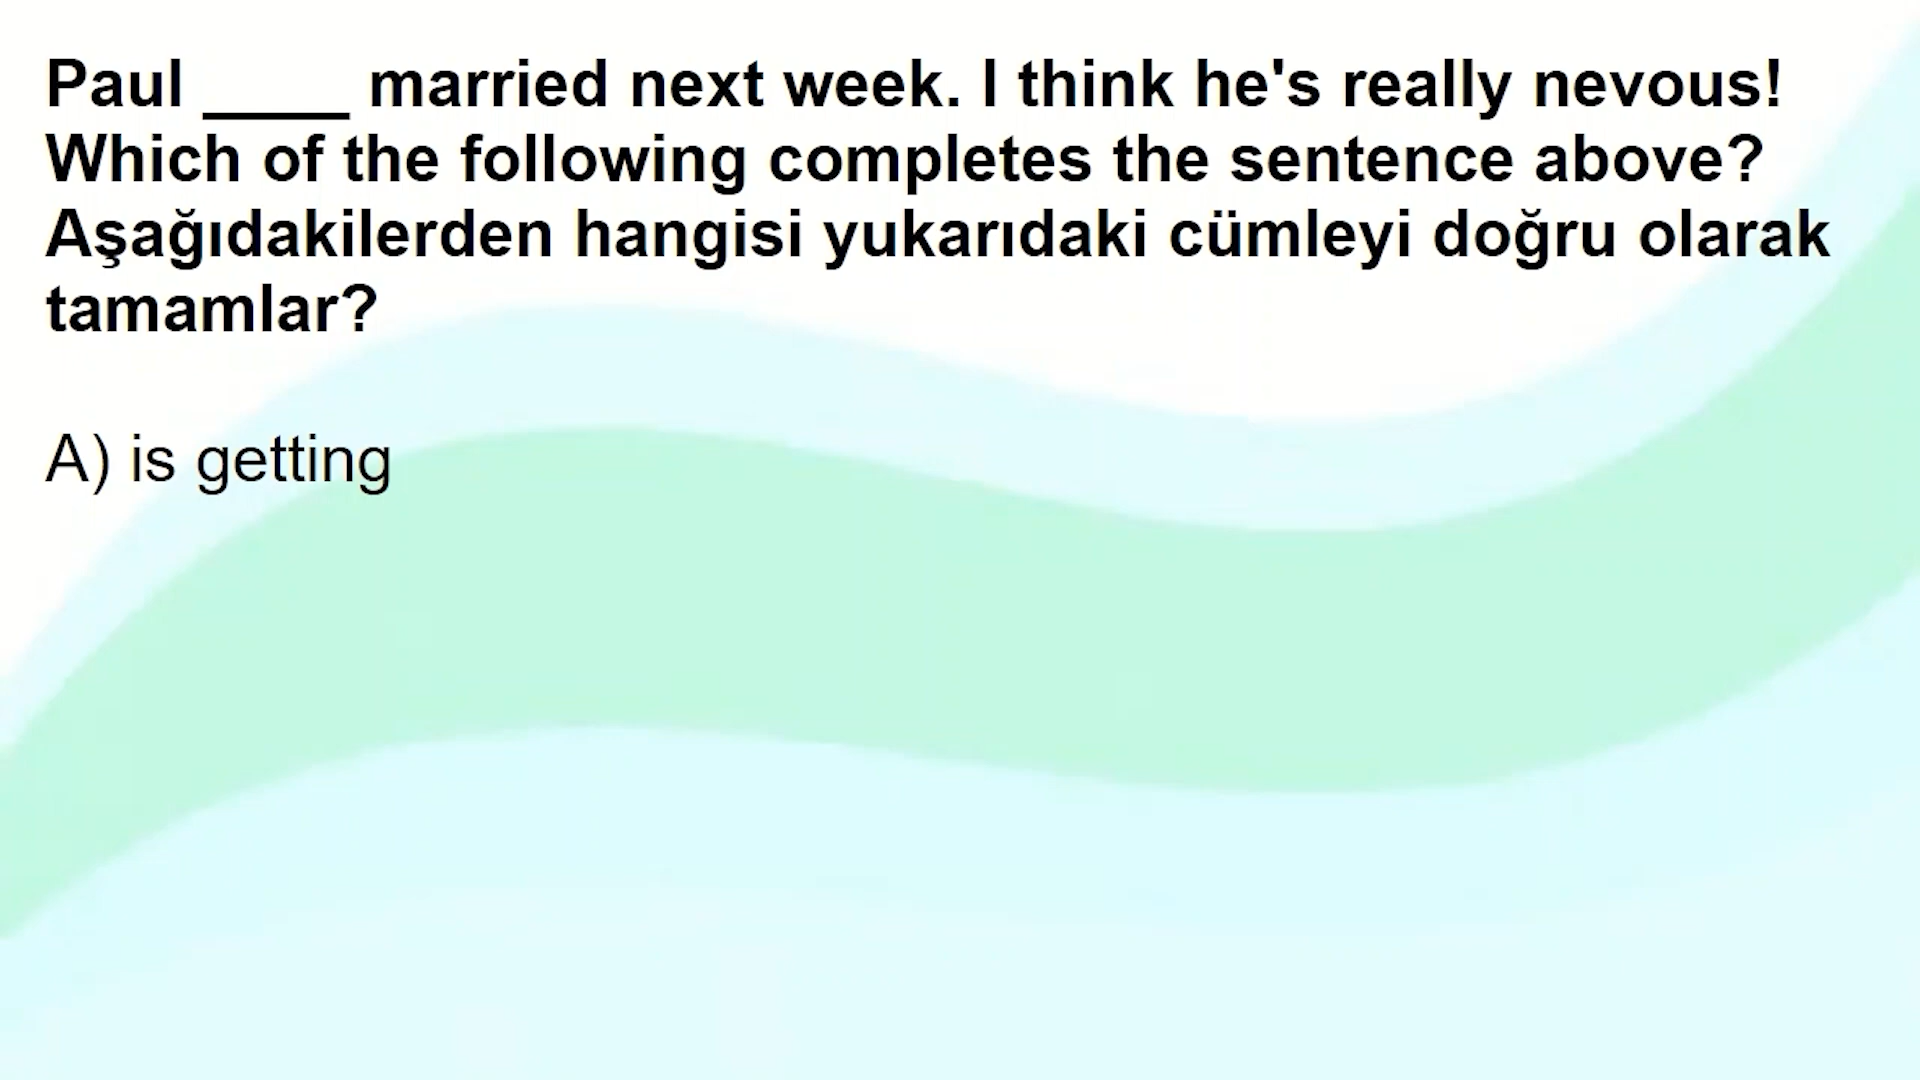 Paul ____ married next week. I think he's really nevous!
Which of the following completes the sentence above?
Aşağıdakilerden hangisi yukarıdaki cümleyi doğru olarak
tamamlar?
A) is getting